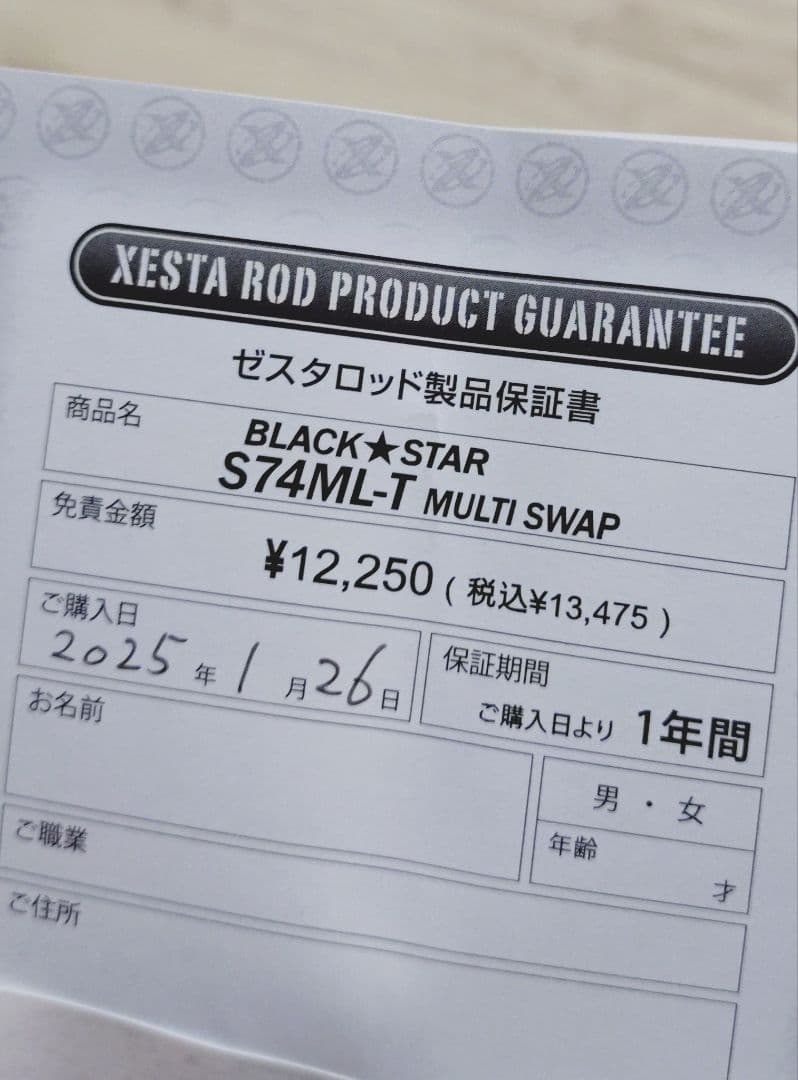 XESTA ROD PRODUCT GUARANTEE
ゼスタロッド製品保証書
商品名
BLACK★STAR
S74ML-T MULTI SWAP
免責金額
¥12,250 ( 税込¥13,475 )
ご購入日
2025 年 1 月 26 日
保証期間
ご購入日より 1年間
お名前
男 ・ 女
年齢
才
ご職業
ご住所